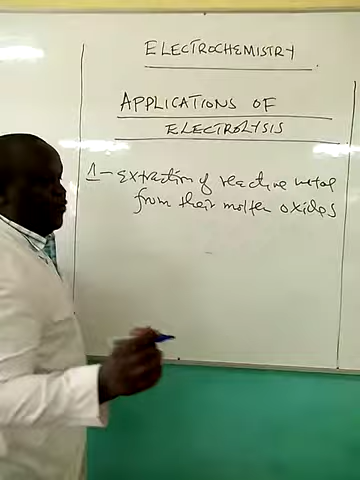 ELECTROCHEMISTRY
APPLICATIONS OF
ELECTROLYSIS
1- Extraction of reactive metal
from their molten oxides